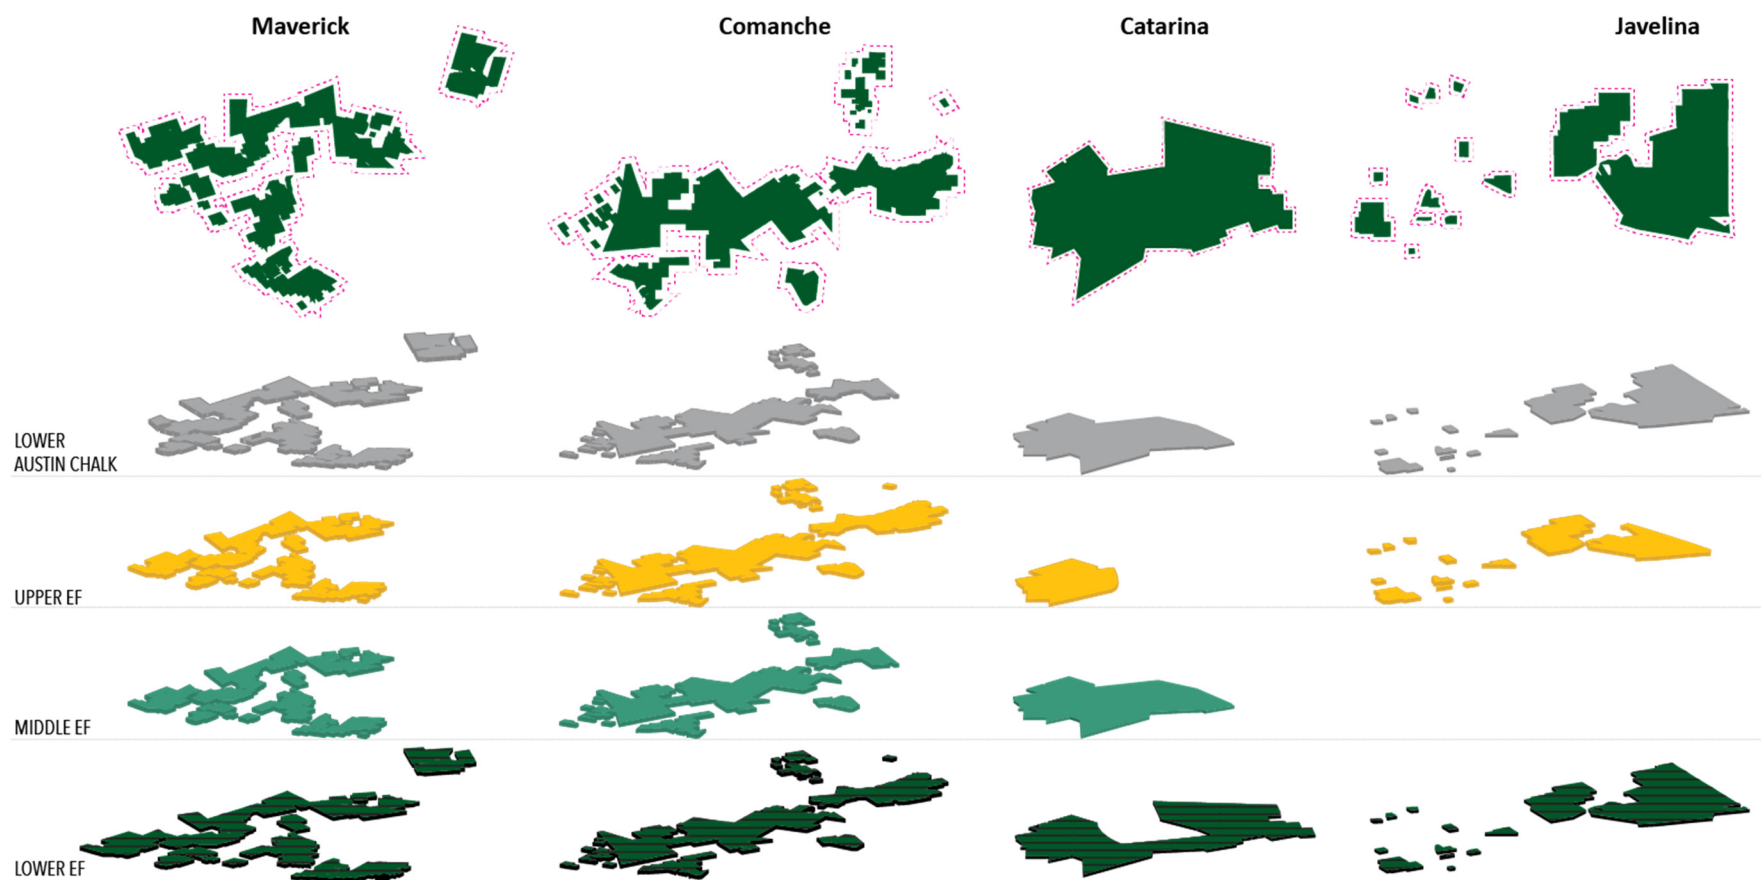 Maverick
Comanche
Catarina
Javelina
LOWER
AUSTIN CHALK
UPPER EF
MIDDLE EF
LOWER EF